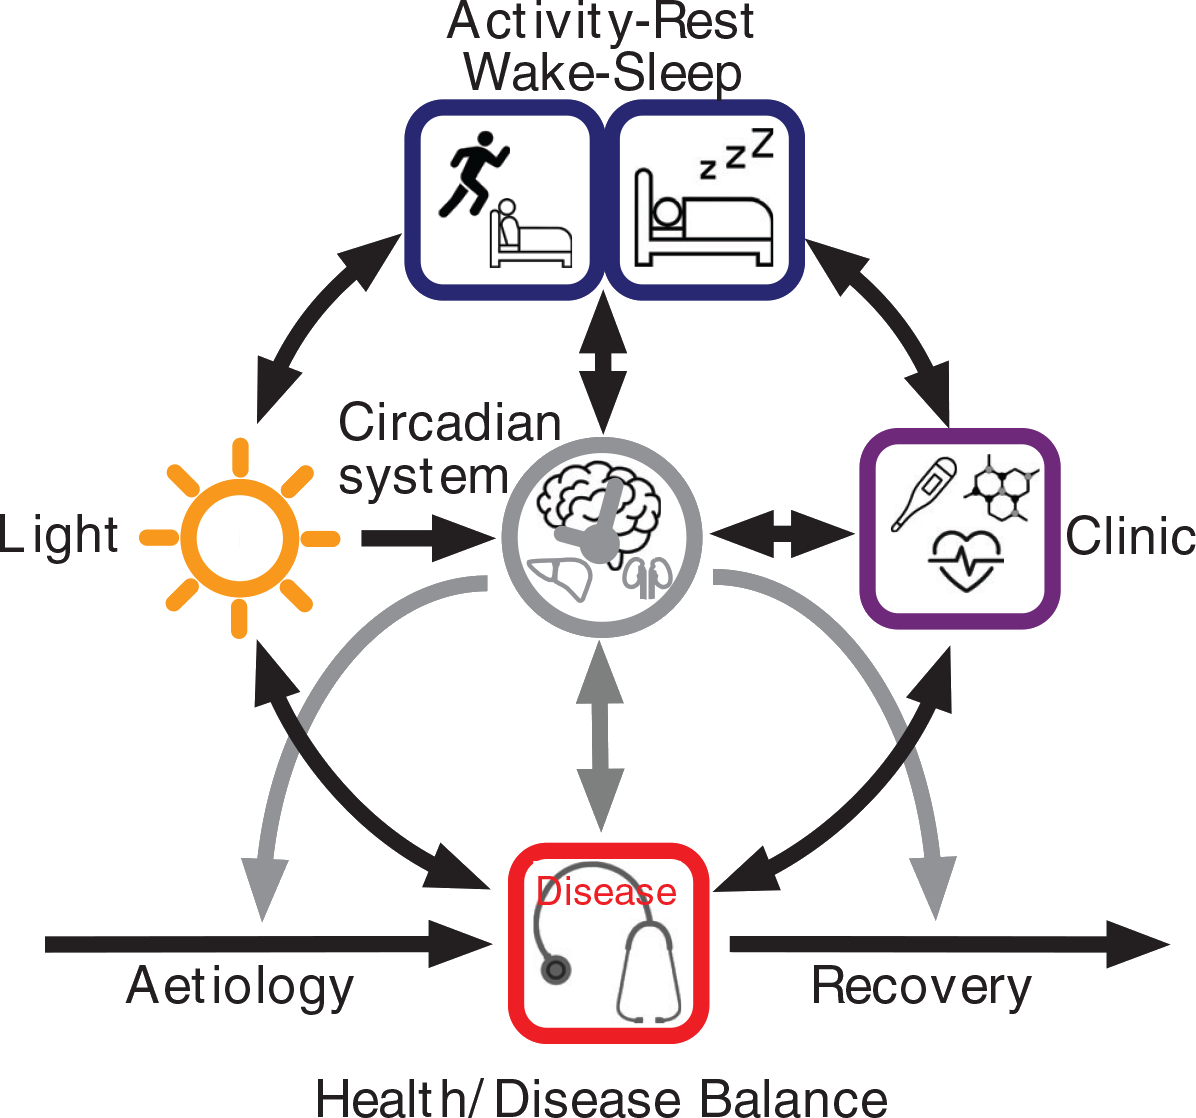 Activity-Rest
Wake-Sleep
z z Z
Circadian
system
Light
Clinic
Disease
Aetiology
Recovery
Health/Disease Balance